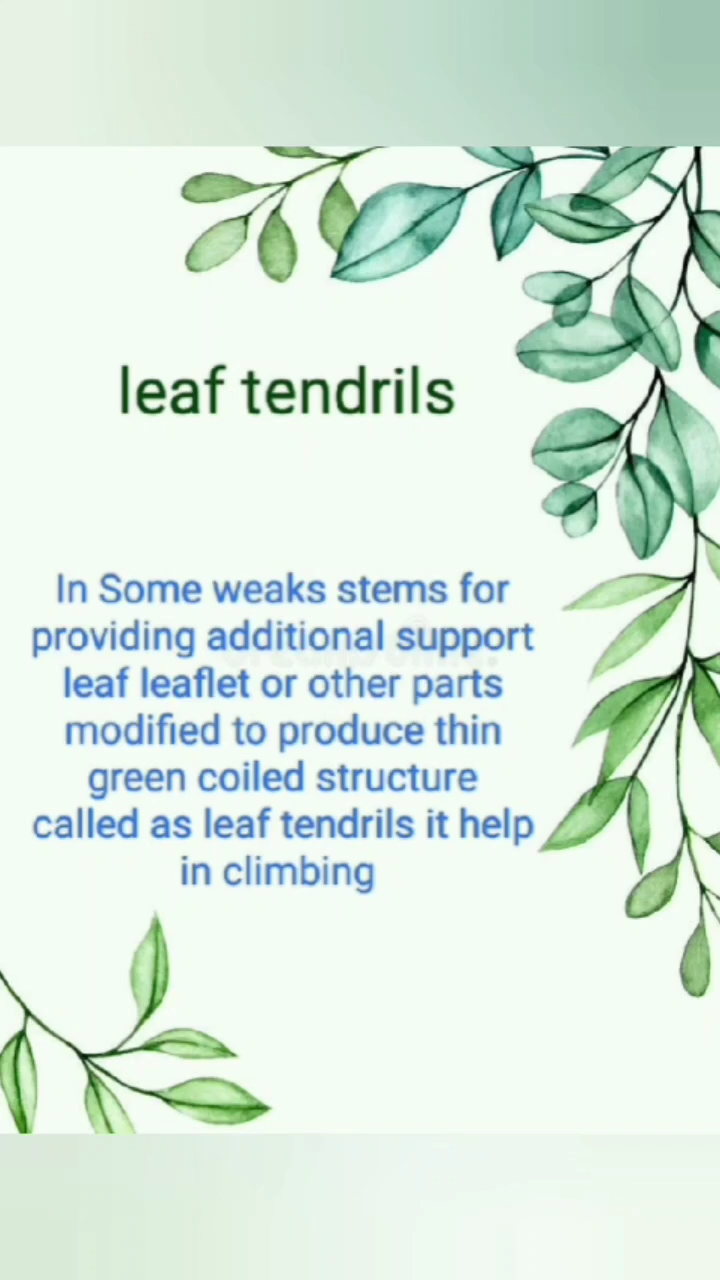 leaf tendrils
In Some weaks stems for
providing additional support
leaf leaflet or other parts
modified to produce thin
green coiled structure
called as leaf tendrils it help
in climbing